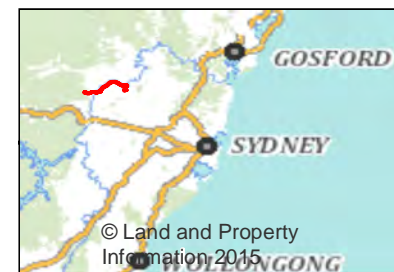 GOSFORD
SYDNEY
© Land and Property
Information 2015
WOLLONGONG